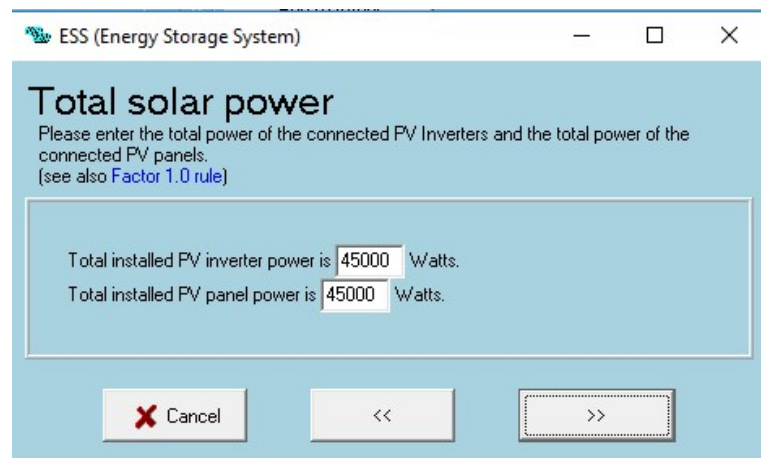 ESS (Energy Storage System)
Total solar power
Please enter the total power of the connected PV Inverters and the total power of the
connected PV panels.
(see also Factor 1.0 rule)
Total installed PV inverter power is 45000 Watts.
Total installed PV panel power is 45000 Watts.
Cancel << >>